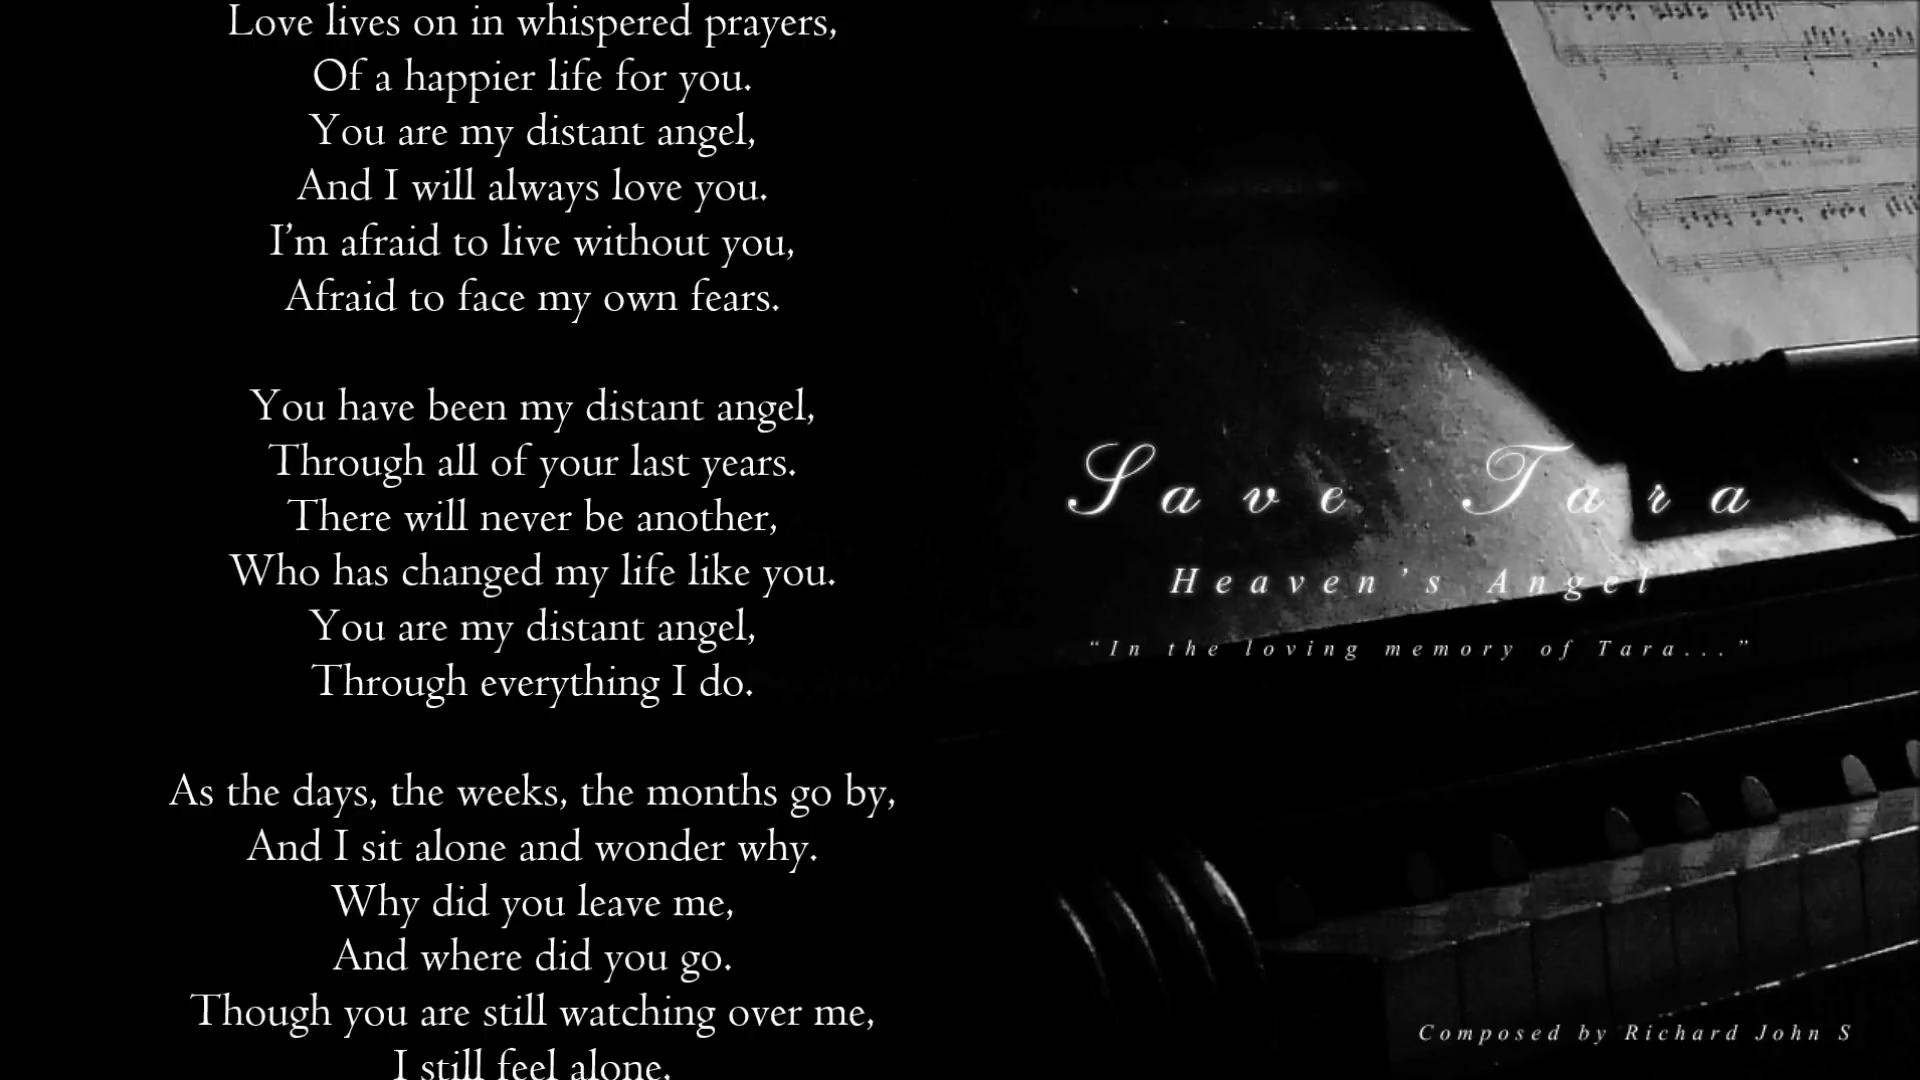 Love lives on in whispered prayers,
Of a happier life for you.
You are my distant angel,
And I will always love you.
I'm afraid to live without you,
Afraid to face my own fears.
You have been my distant angel,
Through all of your last years.
There will never be another,
Who has changed my life like you.
You are my distant angel,
Through everything I do.
As the days, the weeks, the months go by,
And I sit alone and wonder why.
Why did you leave me,
And where did you go.
Though you are still watching over me,
I still feel alone.
Save Tara
Heaven's Angel
“In the loving memory of Tara...”
Composed by Richard John S